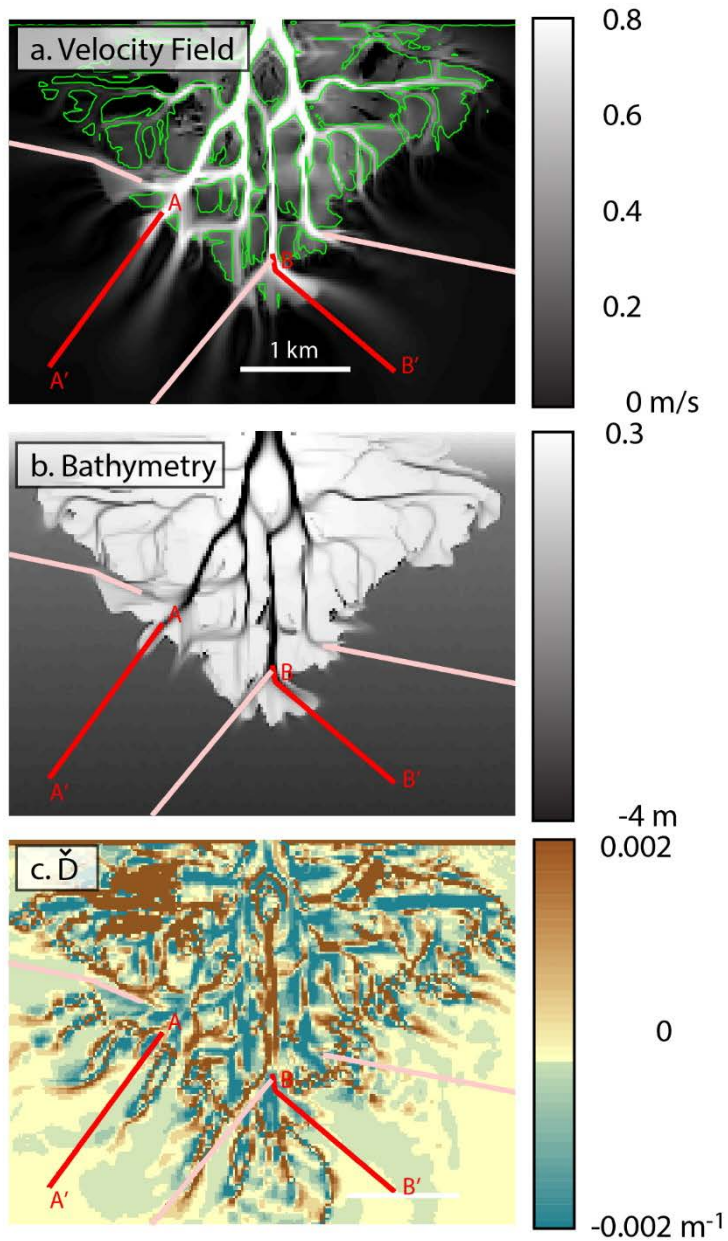 a. Velocity Field
0.8
0.6
0.4
0.2
0 m/s
A
B
A'
B'
1 km
b. Bathymetry
0.3
-4 m
A
B
A'
B'
c. Ď
0.002
0
-0.002 m-1
A
B
A'
B'